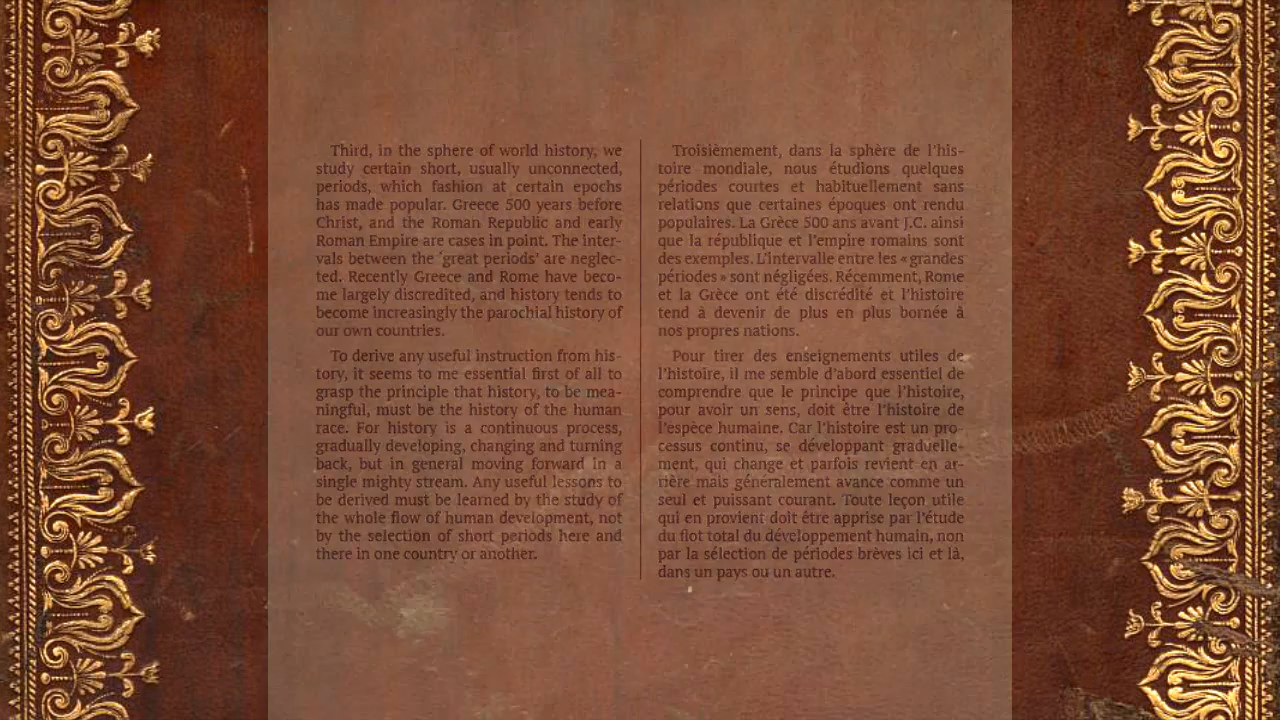 Third, in the sphere of world history, we
study certain short, usually unconnected,
periods, which fashion at certain epochs
has made popular. Greece 500 years before
Christ, and the Roman Republic and early
Roman Empire are cases in point. The inter-
vals between the 'great periods' are neglec-
ted. Recently Greece and Rome have beco-
me largely discredited, and history tends to
become increasingly the parochial history of
our own countries.
To derive any useful instruction from his-
tory, it seems to me essential first of all to
grasp the principle that history, to be mea-
ningful, must be the history of the human
race. For history is a continuous process,
gradually developing, changing and turning
back, but in general moving forward in a
single mighty stream. Any useful lessons to
be derived must be learned by the study of
the whole flow of human development, not
by the selection of short periods here and
there in one country or another.
Troisièmement, dans la sphère de l'his-
toire mondiale, nous étudions quelques
périodes courtes et habituellement sans
relations que certaines époques ont rendu
populaires. La Grèce 500 ans avant J.C. ainsi
que la république et l'empire romains sont
des exemples. L'intervalle entre les « grandes
périodes » sont négligées. Récemment, Rome
et la Grèce ont été discrédité et l'histoire
tend à devenir de plus en plus bornée à
nos propres nations.
Pour tirer des enseignements utiles de
l'histoire, il me semble d'abord essentiel de
comprendre que le principe que l'histoire,
pour avoir un sens, doit être l'histoire de
l'espèce humaine. Car l'histoire est un pro-
cessus continu, se développant graduelle-
ment, qui change et parfois revient en ar-
rière mais généralement avance comme un
seul et puissant courant. Toute leçon utile
qui en provient doit être apprise par l'étude
du flot total du développement humain, non
par la sélection de périodes brèves ici et là,
dans un pays ou un autre.